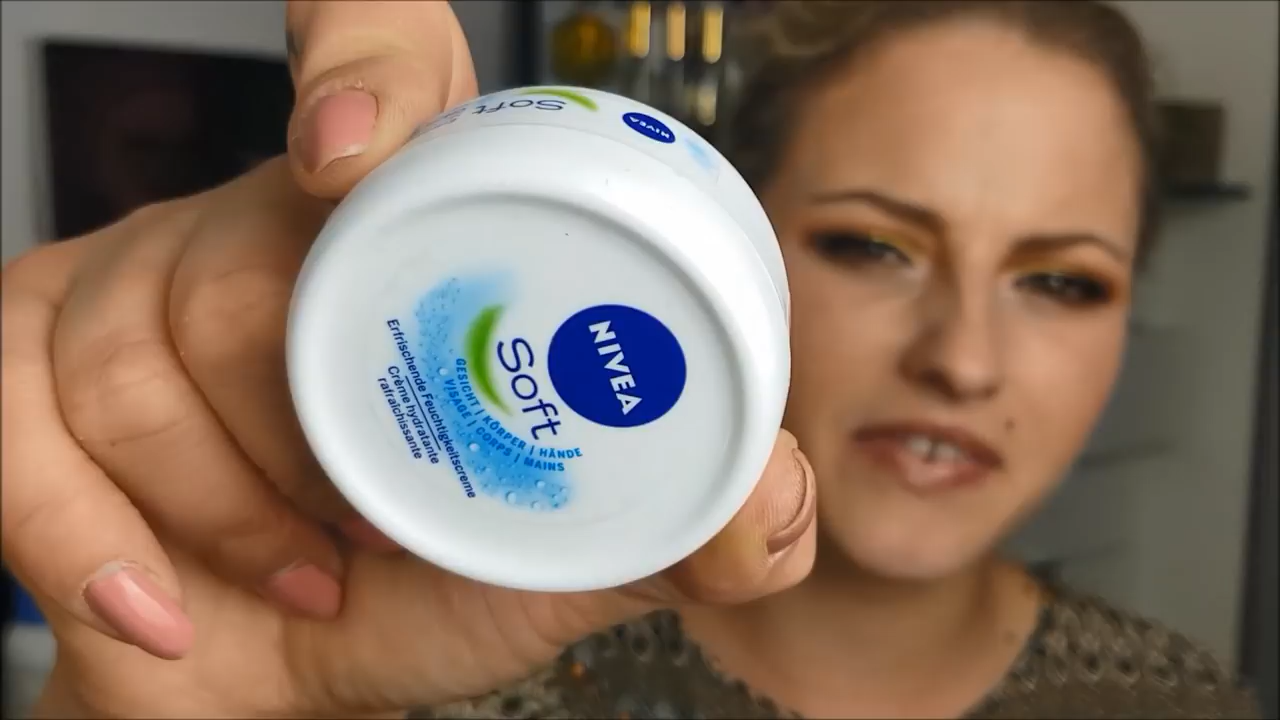 Soft
NIVEA
NIVEA
Soft
GESICHT | KÖRPER | HÄNDE
VISAGE | CORPS | MAINS
Erfrischende Feuchtigkeitscreme
Crème hydratante
rafraîchissante